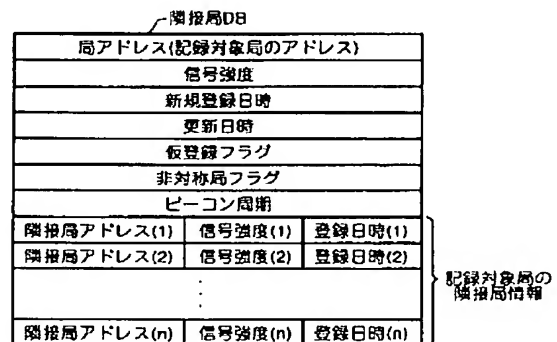 隣接局DB
局アドレス(記録対象局のアドレス)
信号強度
新規登録日時
更新日時
仮登録フラグ
非対称局フラグ
ビーコン周期
隣接局アドレス(1) 信号強度(1) 登録日時(1)
隣接局アドレス(2) 信号強度(2) 登録日時(2)
⋮
隣接局アドレス(n) 信号強度(n) 登録日時(n)
記録対象局の
隣接局情報